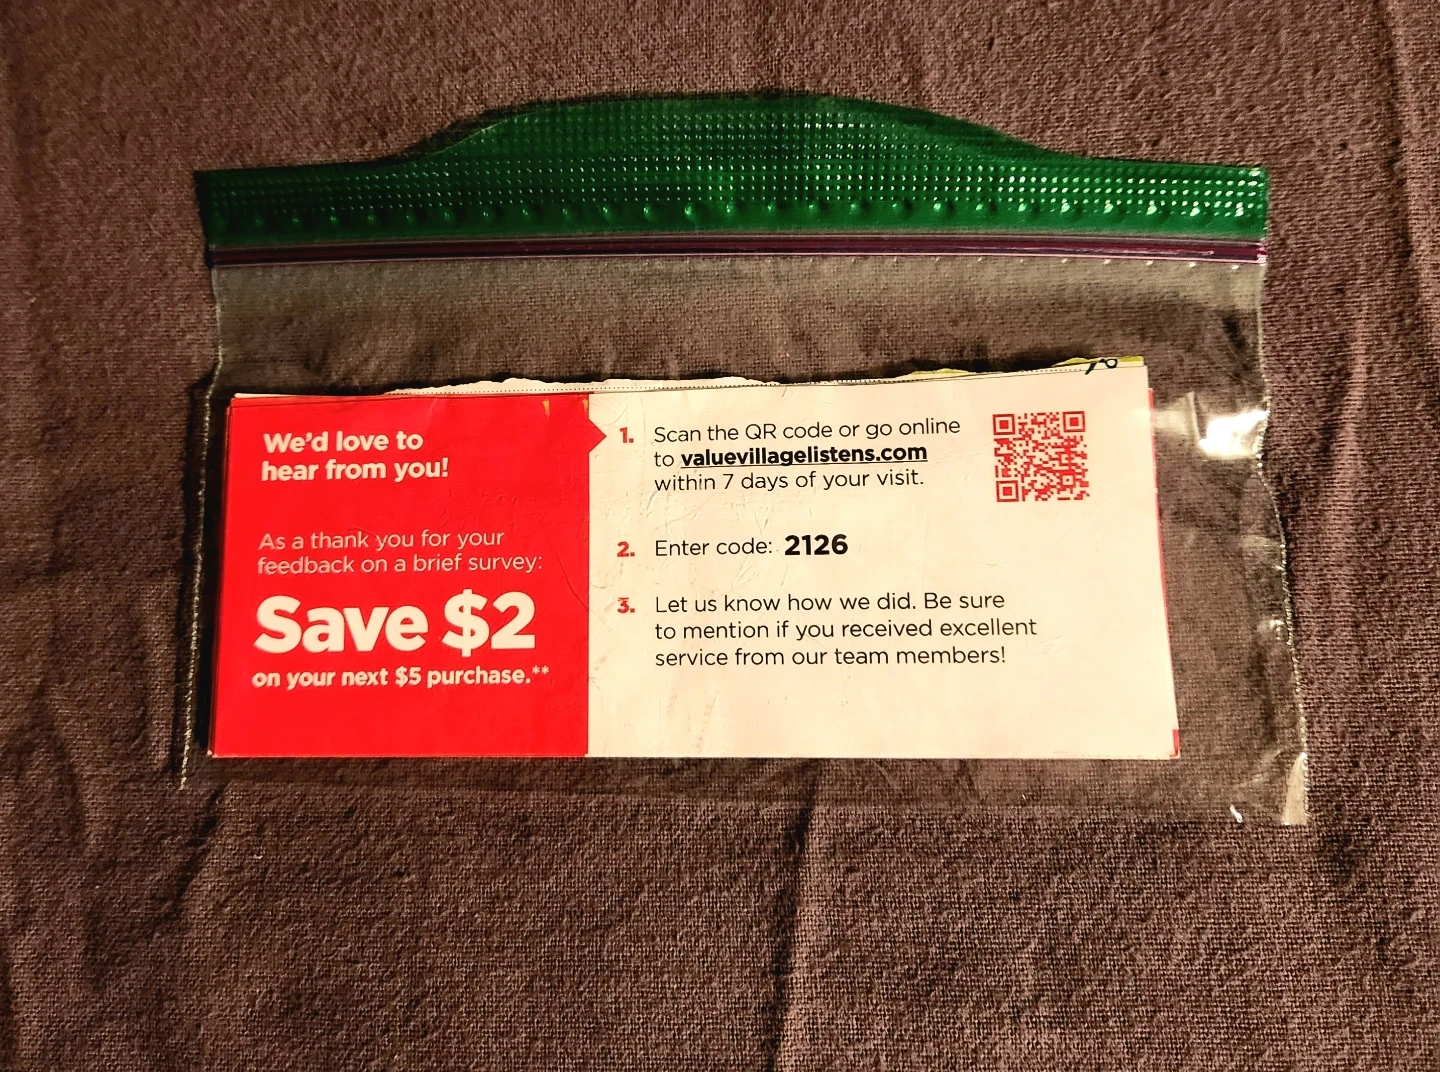 We'd love to
hear from you!
As a thank you for your
feedback on a brief survey:
Save $2
on your next $5 purchase.**
1. Scan the QR code or go online
to valuevillagelistens.com
within 7 days of your visit.
2. Enter code: 2126
3. Let us know how we did. Be sure
to mention if you received excellent
service from our team members!